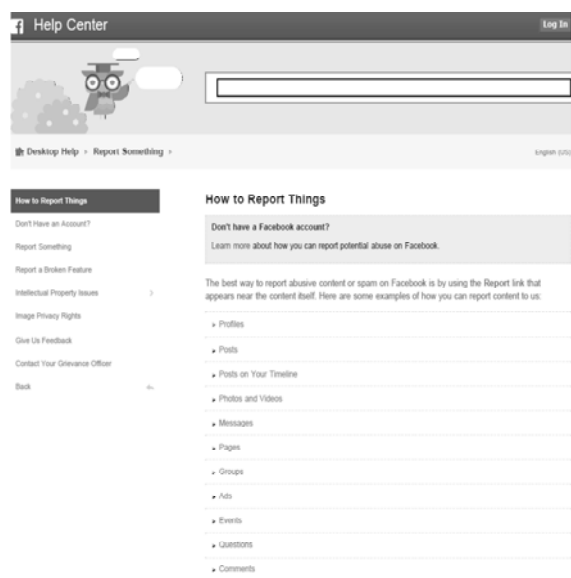 f Help Center
Log In
Desktop Help > Report Something >
English (US)
How to Report Things
Don't Have an Account?
Report Something
Report a Broken Feature
Intellectual Property Issues
Image Privacy Rights
Give Us Feedback
Contact Your Grievance Officer
Back
How to Report Things
Don't have a Facebook account?
Learn more about how you can report potential abuse on Facebook.
The best way to report abusive content or spam on Facebook is by using the Report link that
appears near the content itself. Here are some examples of how you can report content to us:
Profiles
Posts
Posts on Your Timeline
Photos and Videos
Messages
Pages
Groups
Ads
Events
Questions
Comments